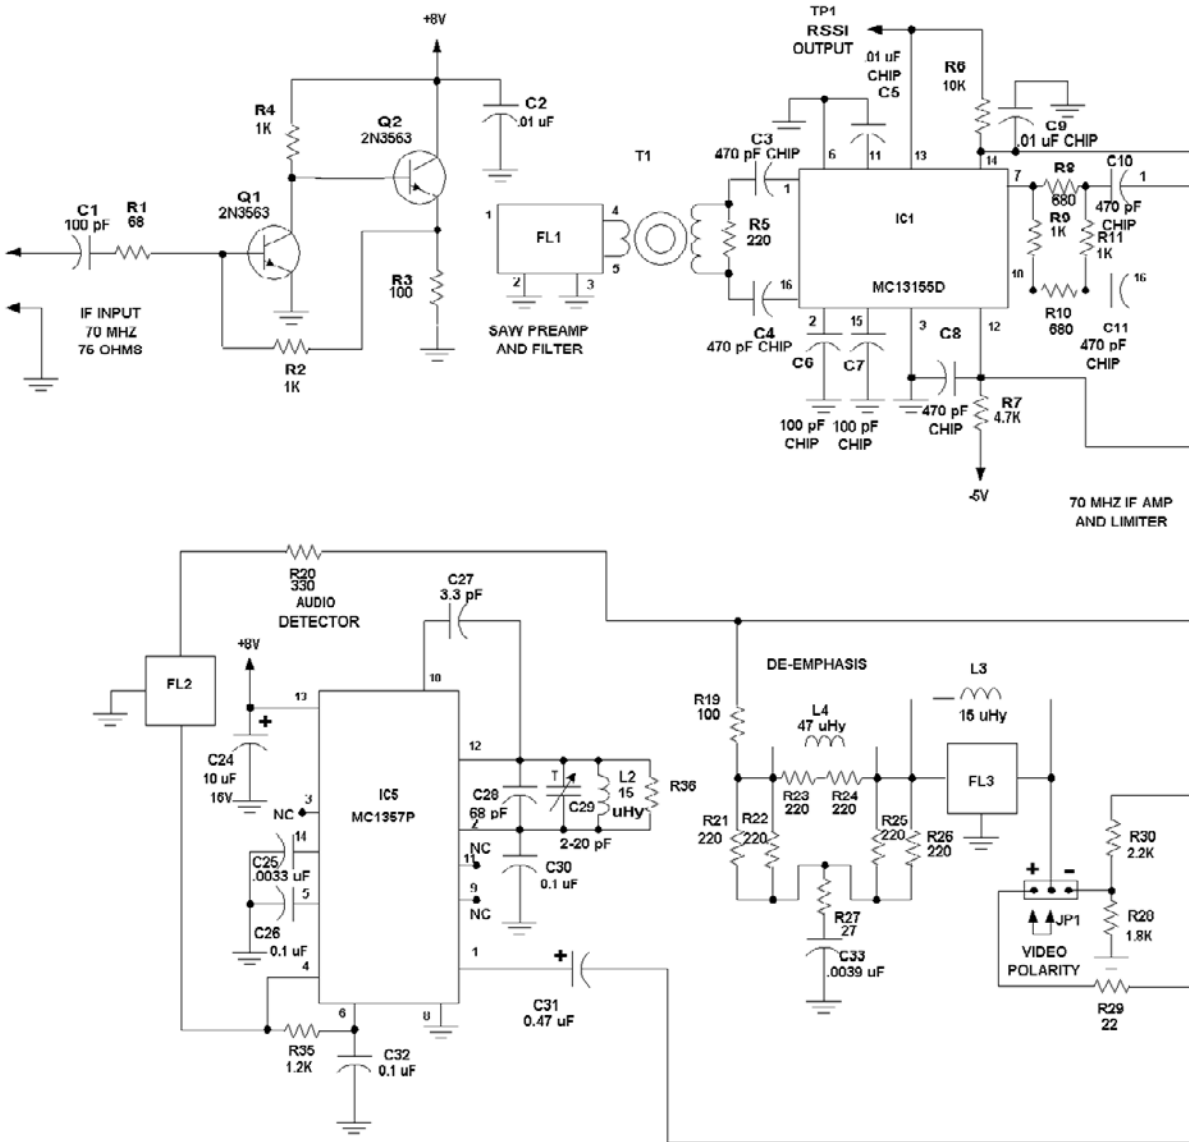 TP1
RSSI
OUTPUT
+8V
.01 uF
CHIP
C5
R6
10K
C2
.01 uF
R4
1K
Q2
2N3563
C9
.01 uF CHIP
C3
470 pF CHIP
T1
6
11
13
14
Q1
2N3563
C1
100 pF
R1
68
1
4
FL1
5
2
3
R5
220
1
IC1
7
R8
680
C10
1
470 pF
CHIP
R9
1K
R11
1K
R3
100
16
MC13155D
10
R10
680
16
C11
470 pF
CHIP
IF INPUT
70 MHZ
75 OHMS
SAW PREAMP
AND FILTER
C4
470 pF CHIP
2
15
3
C8
12
C6
C7
R2
1K
100 pF
CHIP
100 pF
CHIP
470 pF
CHIP
R7
4.7K
-5V
70 MHZ IF AMP
AND LIMITER
R20
330
AUDIO
DETECTOR
C27
3.3 pF
+8V
FL2
13
10
DE-EMPHASIS
L3
15 uHy
R19
100
L4
47 uHy
+
C24
10 uF
16V
12
T
L2
15
uHy
R36
IC5
MC1357P
C28
68 pF
C29
FL3
R23
220
R24
220
NC
3
2
2-20 pF
R21
220
R22
220
R25
220
R26
220
R30
2.2K
14
NC
11
C25
.0033 uF
C30
0.1 uF
5
9
NC
+
-
JP1
C26
0.1 uF
R27
27
R28
1.8K
4
1
+
C33
.0039 uF
VIDEO
POLARITY
C31
0.47 uF
R29
22
6
8
R35
1.2K
C32
0.1 uF